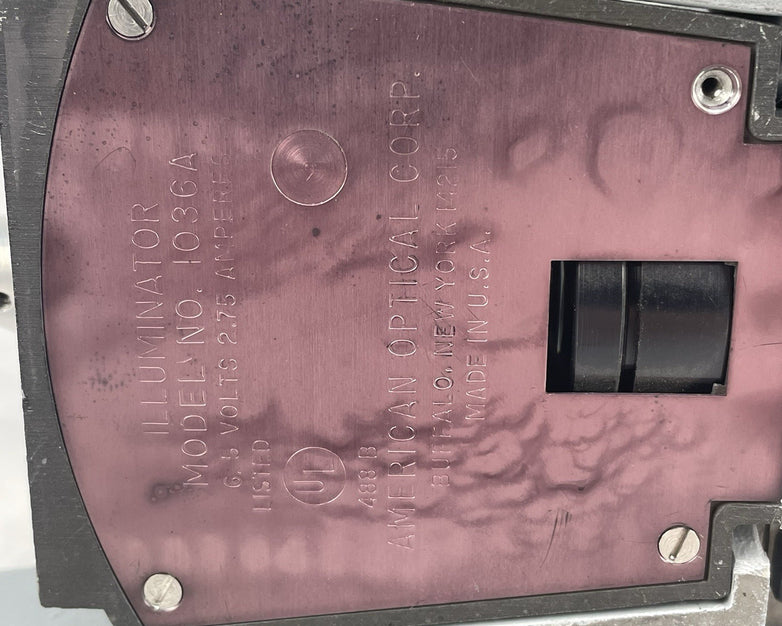 ILLUMINATOR
MODEL NO. 1036A
6.5 VOLTS 2.75 AMPERES
LISTED
UL
498 B
AMERICAN OPTICAL CORP.
BUFFALO, NEW YORK 14215
MADE IN U.S.A.